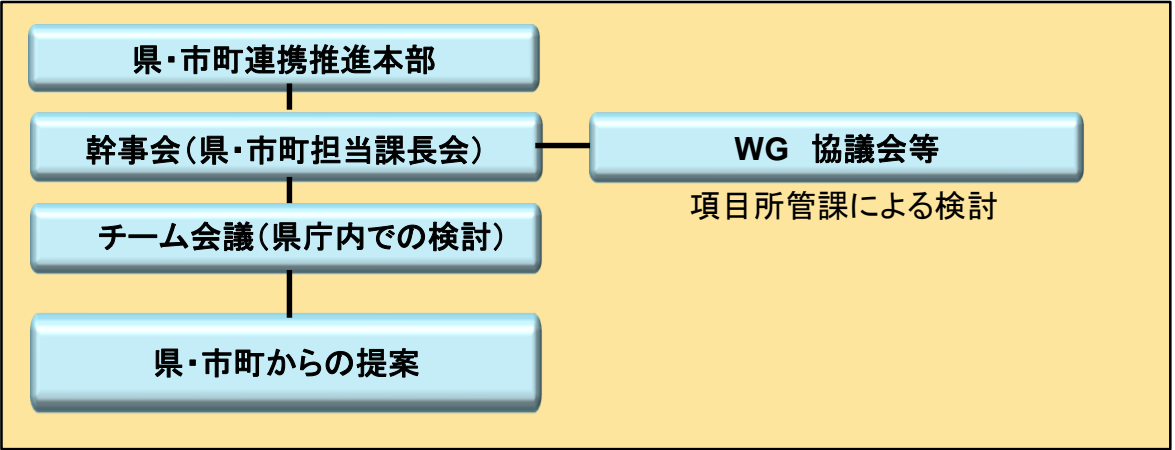 県・市町連携推進本部
幹事会（県・市町担当課長会）
WG　協議会等
項目所管課による検討
チーム会議（県庁内での検討）
県・市町からの提案